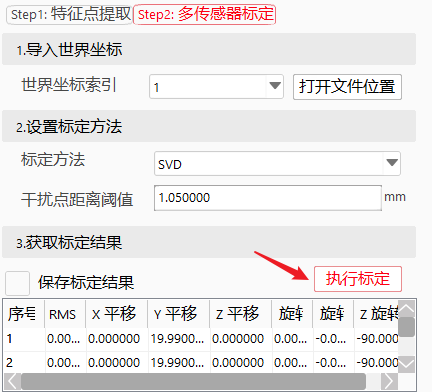 Step1: 特征点提取 Step2: 多传感器标定
1.导入世界坐标
世界坐标索引 1 打开文件位置
2.设置标定方法
标定方法 SVD
干扰点距离阈值 1.050000 mm
3.获取标定结果
保存标定结果 执行标定
序号 RMS X 平移 Y 平移 Z 平移 旋转 旋转 Z 旋转
1 0.00... 0.000000 19.9900... 0.000000 0.00... -0.0... -90.000
2 0.00... 0.000000 19.9900... 0.000000 0.00... -0.0... -90.000